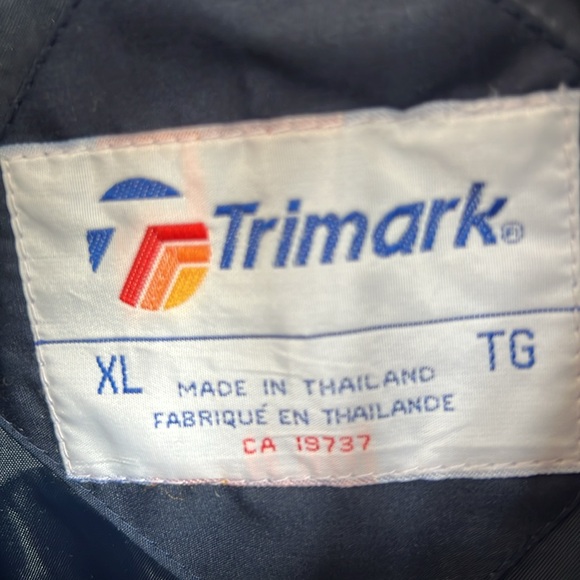 Trimark®
XL TG
MADE IN THAILAND
FABRIQUÉ EN THAILANDE
CA 19737